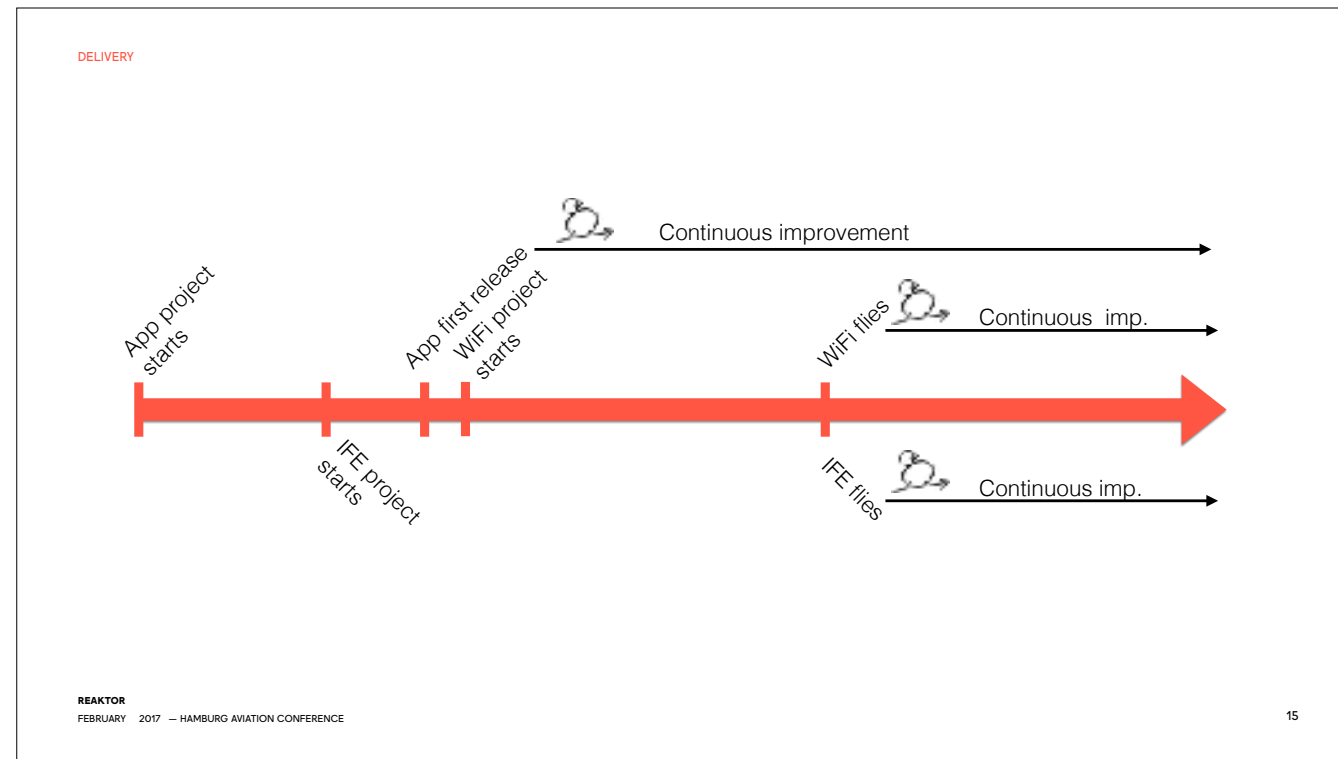 DELIVERY
Continuous improvement
App project
starts
App first release
WiFi project
starts
WiFi flies
Continuous  imp.
IFE project
starts
IFE flies
Continuous imp.
REAKTOR
FEBRUARY    2017  — HAMBURG AVIATION CONFERENCE
15